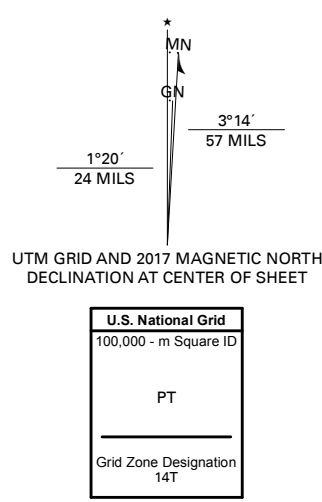 ★
MN
GN
3°14´
57 MILS
1°20´
24 MILS
UTM GRID AND 2017 MAGNETIC NORTH
DECLINATION AT CENTER OF SHEET
U.S. National Grid
100,000 - m Square ID
PT
Grid Zone Designation
14T